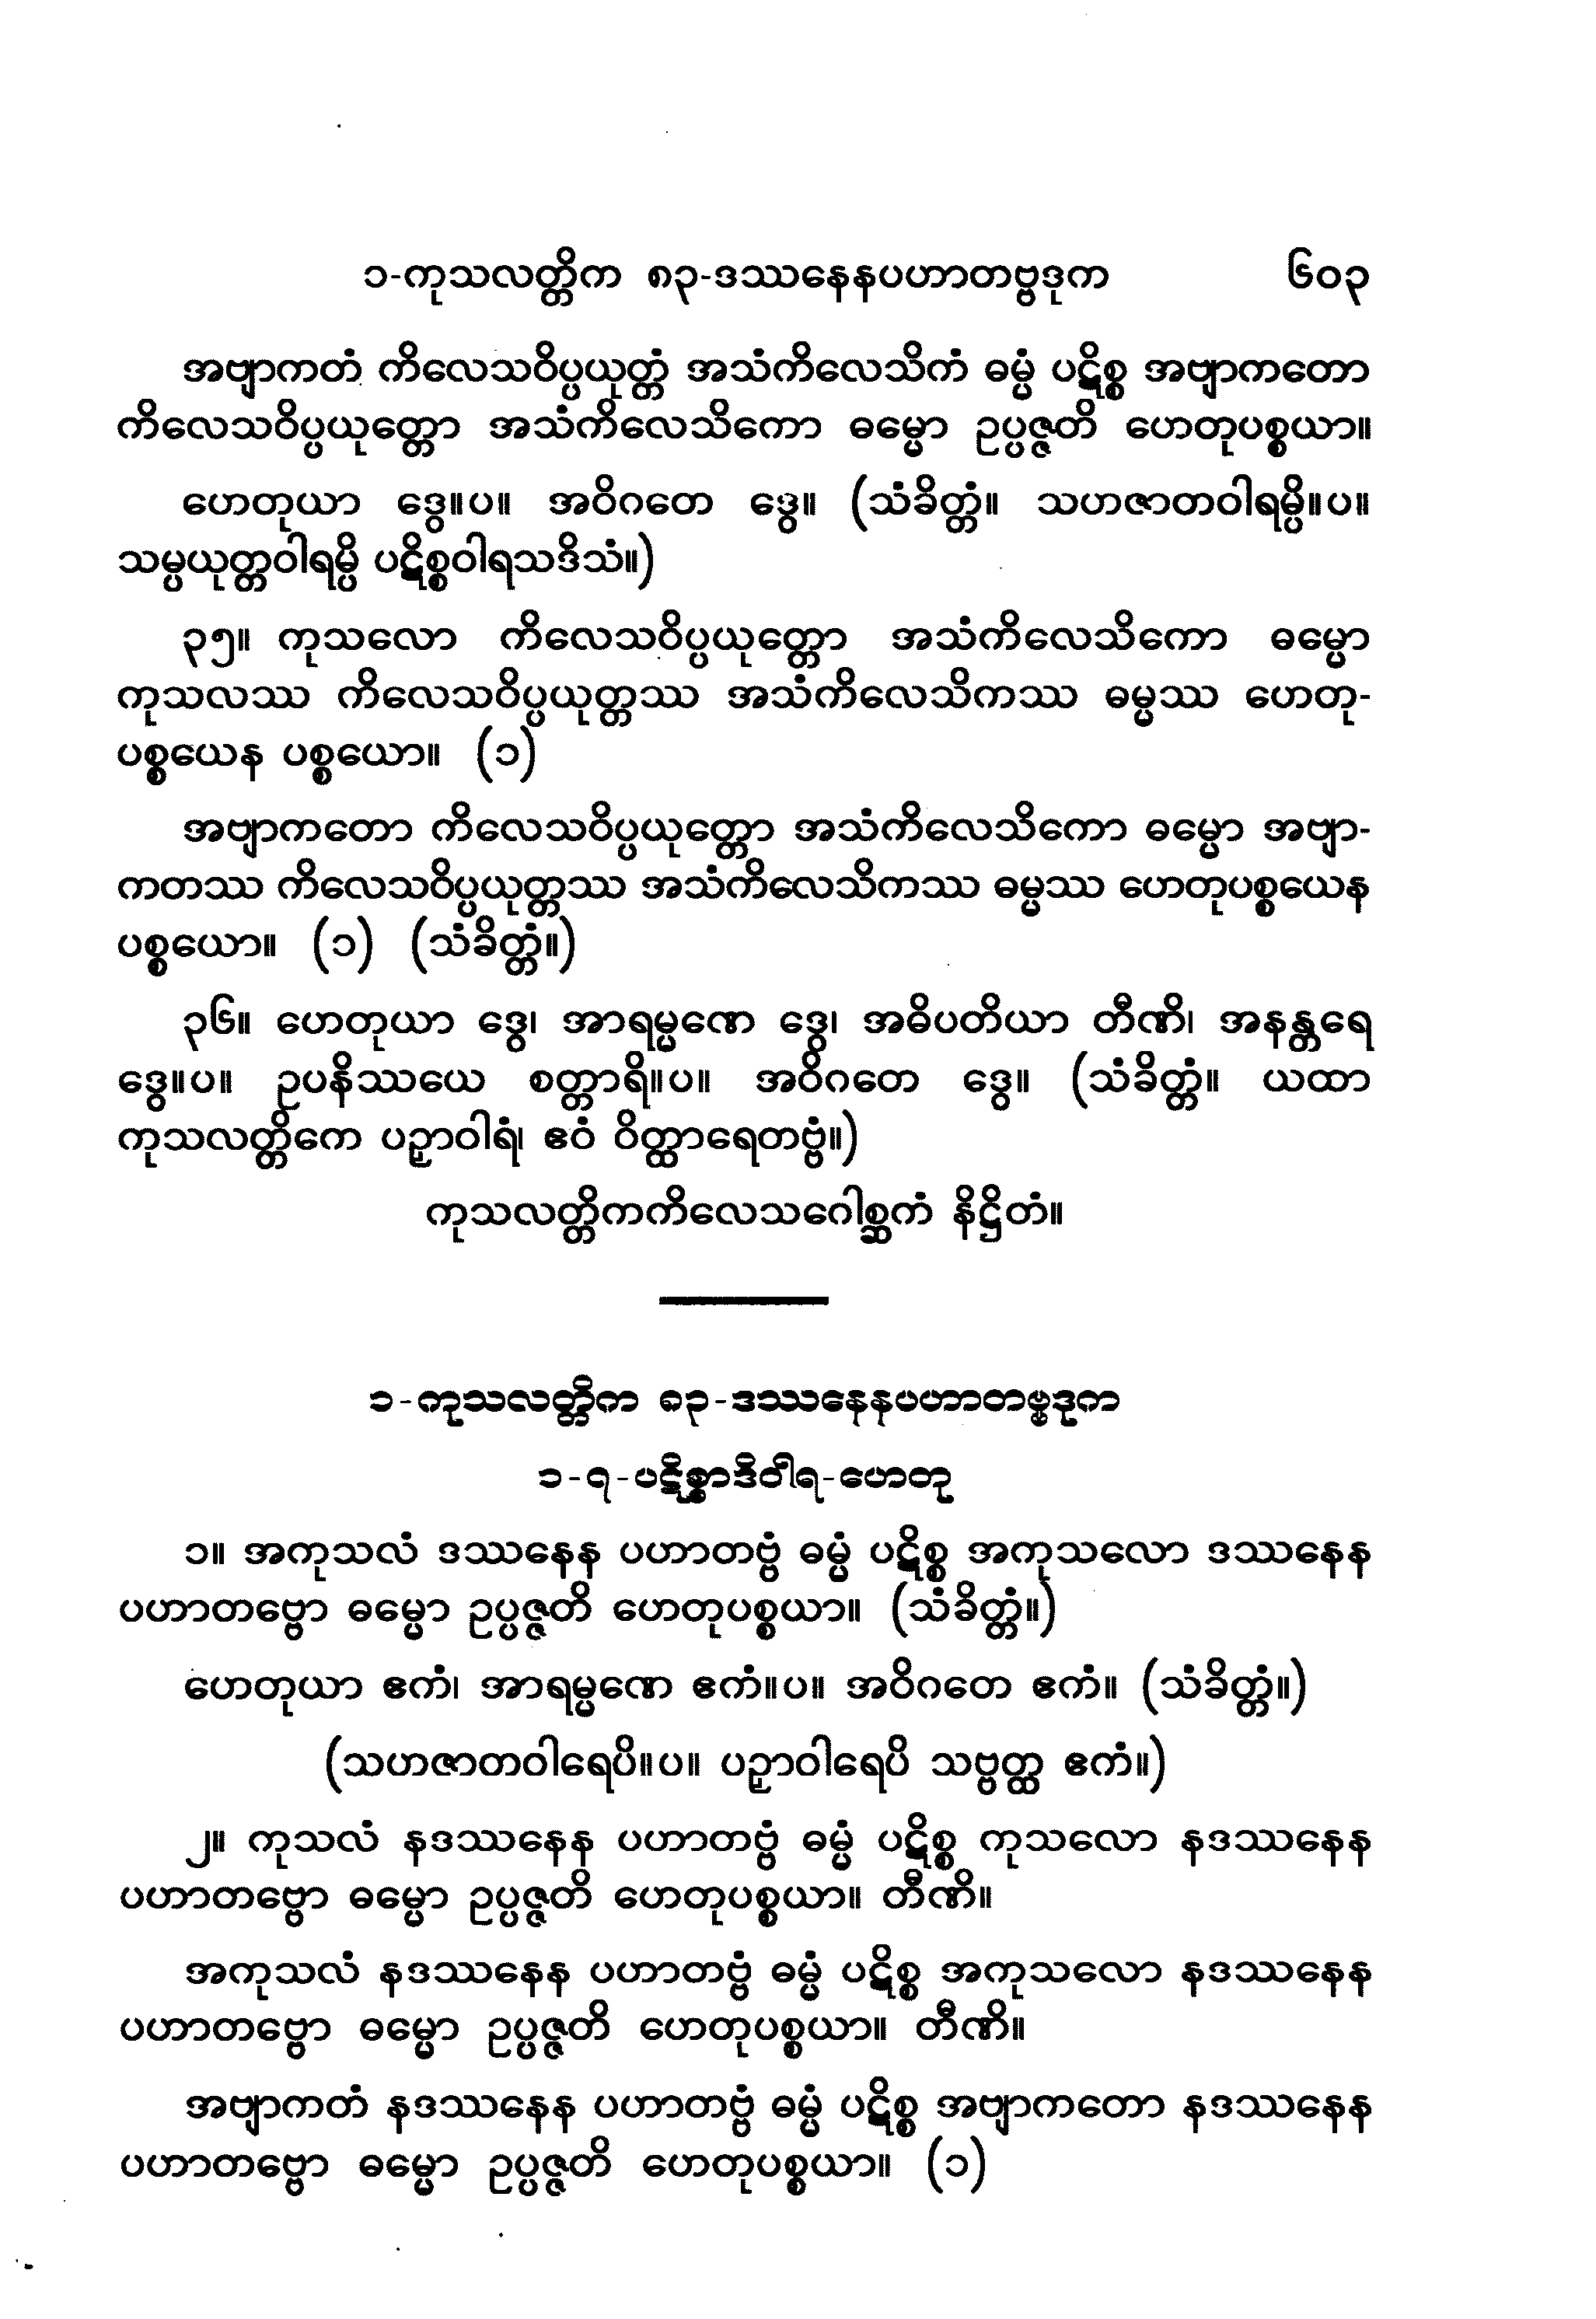 ၁-ကုသလတ္တိက ၈၃-ဒဿနေနပဟာတဗ္ဗဒုက ၆၀၃
အဗျာကတံ ကိလေသဝိပ္ပယုတ္တံ အသံကိလေသိကံ ဓမ္မံ ပဋိစ္စ အဗျာကတော
ကိလေသဝိပ္ပယုတ္တော အသံကိလေသိကော ဓမ္မော ဥပ္ပဇ္ဇတိ ဟေတုပစ္စယာ။
ဟေတုယာ ဒွေ။ပ။ အဝိဂတေ ဒွေ။ (သံခိတ္တံ။ သဟဇာတဝါရမ္ပိ။ပ။
သမ္ပယုတ္တဝါရမ္ပိ ပဋိစ္စဝါရသဒိသံ။)
၃၅။ ကုသလော ကိလေသဝိပ္ပယုတ္တော အသံကိလေသိကော ဓမ္မော
ကုသလဿ ကိလေသဝိပ္ပယုတ္တဿ အသံကိလေသိကဿ ဓမ္မဿ ဟေတု-
ပစ္စယေန ပစ္စယော။ (၁)
အဗျာကတော ကိလေသဝိပ္ပယုတ္တော အသံကိလေသိကော ဓမ္မော အဗျာ-
ကတဿ ကိလေသဝိပ္ပယုတ္တဿ အသံကိလေသိကဿ ဓမ္မဿ ဟေတုပစ္စယေန
ပစ္စယော။ (၁) (သံခိတ္တံ။)
၃၆။ ဟေတုယာ ဒွေ၊ အာရမ္မဏေ ဒွေ၊ အဓိပတိယာ တီဏိ၊ အနန္တရေ
ဒွေ။ပ။ ဥပနိဿယေ စတ္တာရိ။ပ။ အဝိဂတေ ဒွေ။ (သံခိတ္တံ။ ယထာ
ကုသလတ္တိကေ ပဉှာဝါရံ၊ ဧဝံ ဝိတ္ထာရေတဗ္ဗံ။)
ကုသလတ္တိကကိလေသဂေါစ္ဆကံ နိဋ္ဌိတံ။
၁-ကုသလတ္တိက ၈၃-ဒဿနေနပဟာတဗ္ဗဒုက
၁-၇-ပဋိစ္စာဒိဝါရ-ဟေတု
၁။ အကုသလံ ဒဿနေန ပဟာတဗ္ဗံ ဓမ္မံ ပဋိစ္စ အကုသလော ဒဿနေန
ပဟာတဗ္ဗော ဓမ္မော ဥပ္ပဇ္ဇတိ ဟေတုပစ္စယာ။ (သံခိတ္တံ။)
ဟေတုယာ ဧကံ၊ အာရမ္မဏေ ဧကံ။ပ။ အဝိဂတေ ဧကံ။ (သံခိတ္တံ။)
(သဟဇာတဝါရေပိ။ပ။ ပဉှာဝါရေပိ သဗ္ဗတ္ထ ဧကံ။)
၂။ ကုသလံ နဒဿနေန ပဟာတဗ္ဗံ ဓမ္မံ ပဋိစ္စ ကုသလော နဒဿနေန
ပဟာတဗ္ဗော ဓမ္မော ဥပ္ပဇ္ဇတိ ဟေတုပစ္စယာ။ တီဏိ။
အကုသလံ နဒဿနေန ပဟာတဗ္ဗံ ဓမ္မံ ပဋိစ္စ အကုသလော နဒဿနေန
ပဟာတဗ္ဗော ဓမ္မော ဥပ္ပဇ္ဇတိ ဟေတုပစ္စယာ။ တီဏိ။
အဗျာကတံ နဒဿနေန ပဟာတဗ္ဗံ ဓမ္မံ ပဋိစ္စ အဗျာကတော နဒဿနေန
ပဟာတဗ္ဗော ဓမ္မော ဥပ္ပဇ္ဇတိ ဟေတုပစ္စယာ။ (၁)